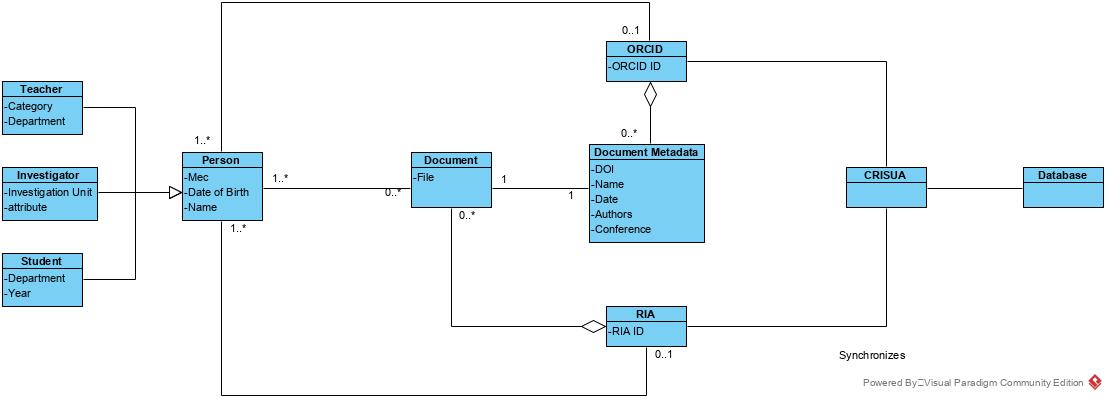 0..1
ORCID
-ORCID ID
Teacher
-Category
-Department
1..*
0..*
Person
-Mec
-Date of Birth
-Name
Document
-File
Document Metadata
-DOI
-Name
-Date
-Authors
-Conference
Investigator
-Investigation Unit
-attribute
CRISUA
Database
1..*
0..*
1
1
0..*
1..*
Student
-Department
-Year
RIA
-RIA ID
0..1
Synchronizes
Powered By Visual Paradigm Community Edition